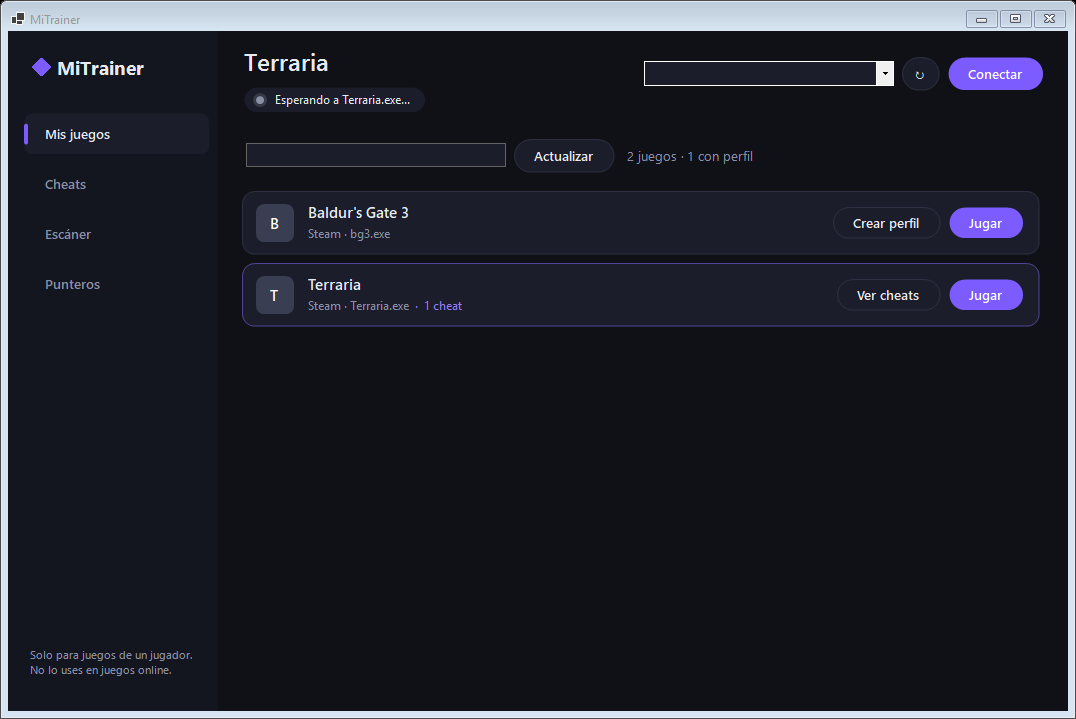 MiTrainer
MiTrainer
Mis juegos
Cheats
Escáner
Punteros
Solo para juegos de un jugador.
No lo uses en juegos online.
Terraria
Esperando a Terraria.exe...
↻
Conectar
Actualizar
2 juegos · 1 con perfil
B
Baldur's Gate 3
Steam · bg3.exe
Crear perfil
Jugar
T
Terraria
Steam · Terraria.exe · 1 cheat
Ver cheats
Jugar